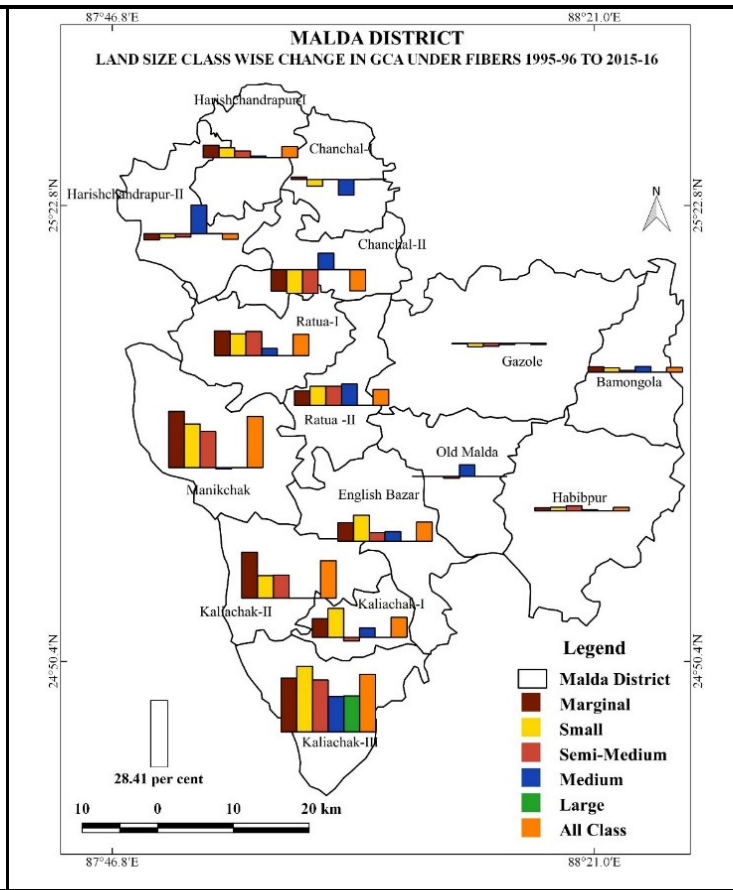 87°46.8'E 88°21.0'E
MALDA DISTRICT
LAND SIZE CLASS WISE CHANGE IN GCA UNDER FIBERS 1995-96 TO 2015-16
Harishchandrapur-I
Chanchal-I
Harishchandrapur-II
25°22.8'N 25°22.8'N
N
Chanchal-II
Ratua-I
Gazole
Bamongola
Ratua -II
Old Malda
Manikchak
English Bazar
Habibpur
Kaliachak-II
Kaliachak-I
24°50.4'N 24°50.4'N
Kaliachak-III
Legend
Malda District
Marginal
Small
Semi-Medium
Medium
Large
All Class
28.41 per cent
10 0 10 20 km
87°46.8'E 88°21.0'E